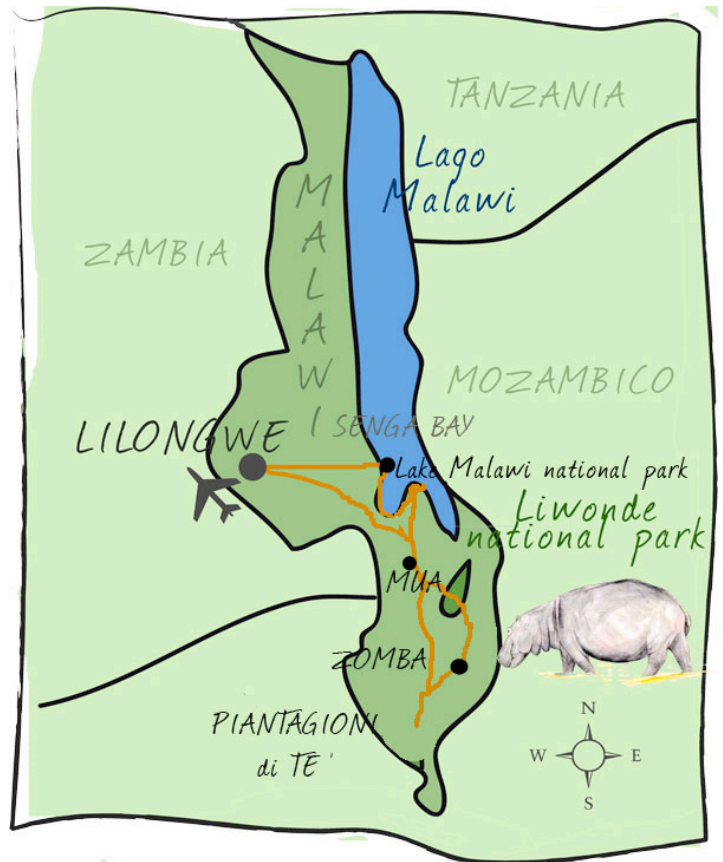 TANZANIA
Lago
Malawi
ZAMBIA
MALAWI
MOZAMBICO
SENGA BAY
LILONGWE
Lake Malawi national park
Liwonde
national park
MUA
ZOMBA
PIANTAGIONI
di TE'
N
W E
S